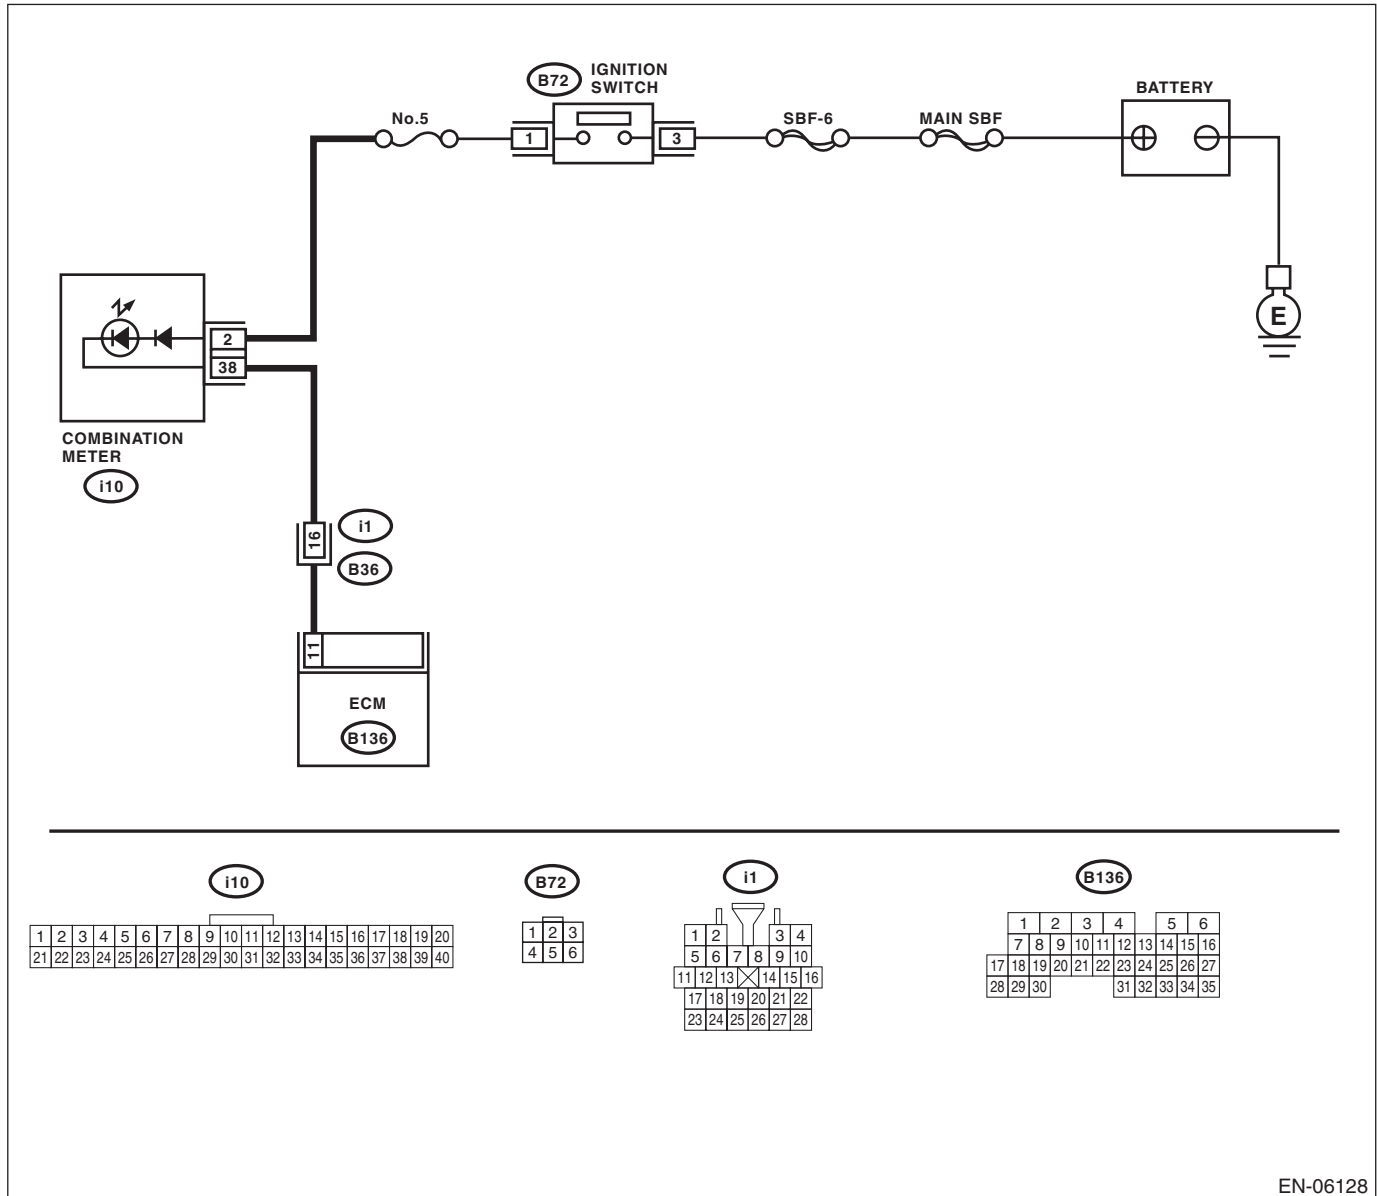 B72
IGNITION
SWITCH
BATTERY
No.5
SBF-6
MAIN SBF
1
3
E
2
38
COMBINATION
METER
i10
16
i1
B36
11
ECM
B136
i10
B72
i1
B136
1 2 3 4 5 6 7 8 9 10 11 12 13 14 15 16 17 18 19 20
21 22 23 24 25 26 27 28 29 30 31 32 33 34 35 36 37 38 39 40
1 2 3
4 5 6
1 2 3 4
5 6 7 8 9 10
11 12 13 14 15 16
17 18 19 20 21 22
23 24 25 26 27 28
1 2 3 4 5 6
7 8 9 10 11 12 13 14 15 16
17 18 19 20 21 22 23 24 25 26 27
28 29 30 31 32 33 34 35
EN-06128